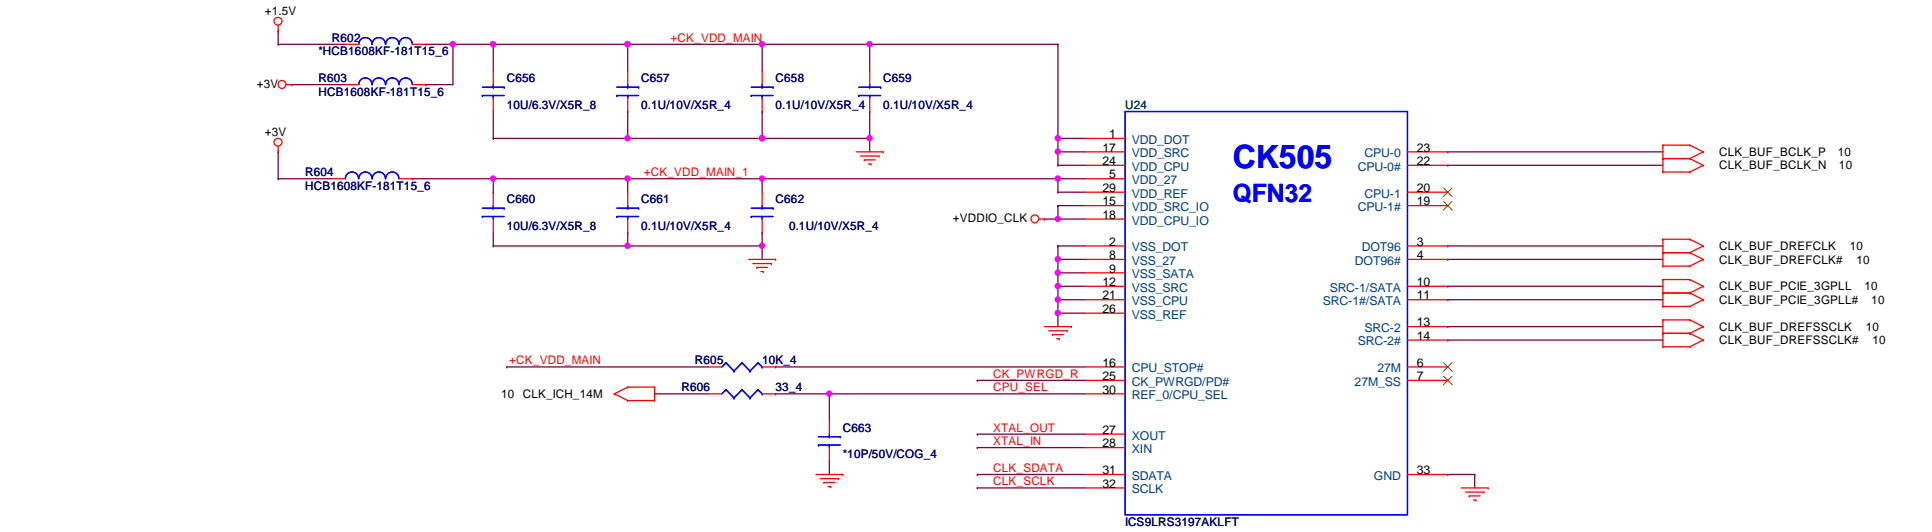 +1.5V
R602
*HCB1608KF-181T15_6
+CK_VDD_MAIN
R603
+3V
HCB1608KF-181T15_6
C656
10U/6.3V/X5R_8
C657
0.1U/10V/X5R_4
C658
0.1U/10V/X5R_4
C659
0.1U/10V/X5R_4
+3V
R604
HCB1608KF-181T15_6
+CK_VDD_MAIN_1
C660
10U/6.3V/X5R_8
C661
0.1U/10V/X5R_4
C662
0.1U/10V/X5R_4
+VDDIO_CLK
U24
CK505
QFN32
1 VDD_DOT
17 VDD_SRC
24 VDD_CPU
5 VDD_27
29 VDD_REF
15 VDD_SRC_IO
18 VDD_CPU_IO
2 VSS_DOT
8 VSS_27
9 VSS_SATA
12 VSS_SRC
21 VSS_CPU
26 VSS_REF
+CK_VDD_MAIN R605 10K_4 16 CPU_STOP#
CK_PWRGD_R 25 CK_PWRGD/PD#
10 CLK_ICH_14M R606 33_4 CPU_SEL 30 REF_0/CPU_SEL
C663
*10P/50V/COG_4
XTAL_OUT 27 XOUT
XTAL_IN 28 XIN
CLK_SDATA 31 SDATA
CLK_SCLK 32 SCLK
CPU-0 23 CLK_BUF_BCLK_P 10
CPU-0# 22 CLK_BUF_BCLK_N 10
CPU-1 20
CPU-1# 19
DOT96 3 CLK_BUF_DREFCLK 10
DOT96# 4 CLK_BUF_DREFCLK# 10
SRC-1/SATA 10 CLK_BUF_PCIE_3GPLL 10
SRC-1#/SATA 11 CLK_BUF_PCIE_3GPLL# 10
SRC-2 13 CLK_BUF_DREFSSCLK 10
SRC-2# 14 CLK_BUF_DREFSSCLK# 10
27M 6
27M_SS 7
GND 33
ICS9LRS3197AKLFT